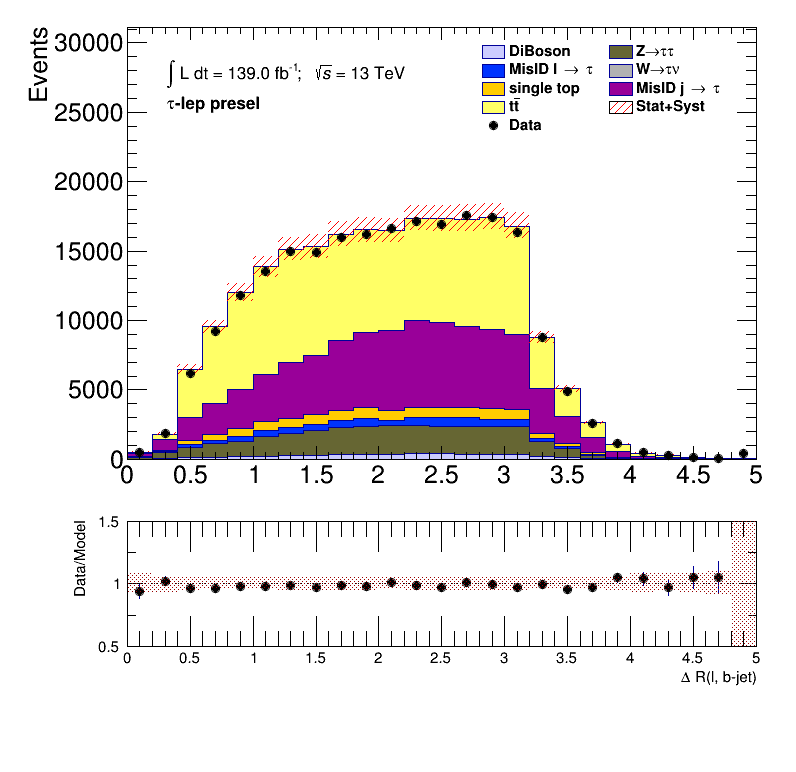 Events
30000
25000
20000
15000
10000
5000
0
∫ L dt = 139.0 fb⁻¹; √s = 13 TeV
τ-lep presel
DiBoson
MisID l → τ
single top
tt̄
Data
Z→ττ
W→τν
MisID j → τ
Stat+Syst
0 0.5 1 1.5 2 2.5 3 3.5 4 4.5 5
Data/Model
1.5
1
0.5
0 0.5 1 1.5 2 2.5 3 3.5 4 4.5 5
Δ R(l, b-jet)